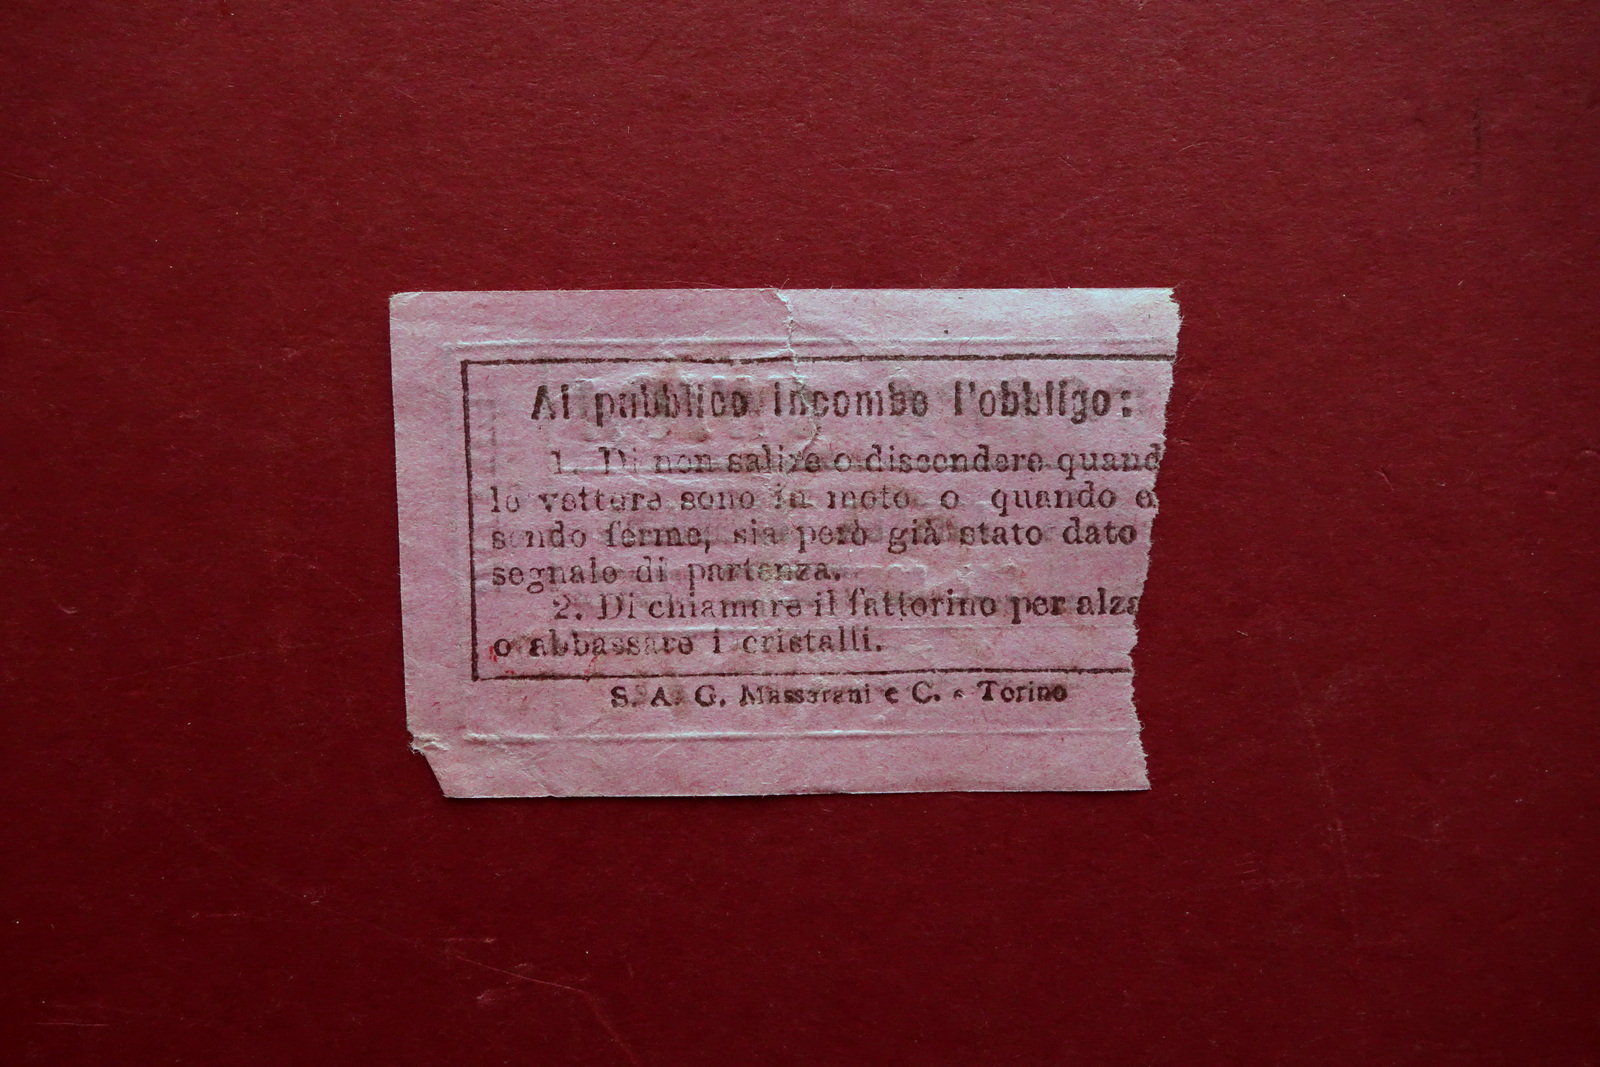 Al pubblico incombe l'obbligo:
1. Di non salire o discendere quand
le vetture sono in moto o quando e
sendo ferme, sia però già stato dato
segnale di partenza.
2. Di chiamare il fattorino per alza
o abbassare i cristalli.
S. A. G. Massarani e C. - Torino